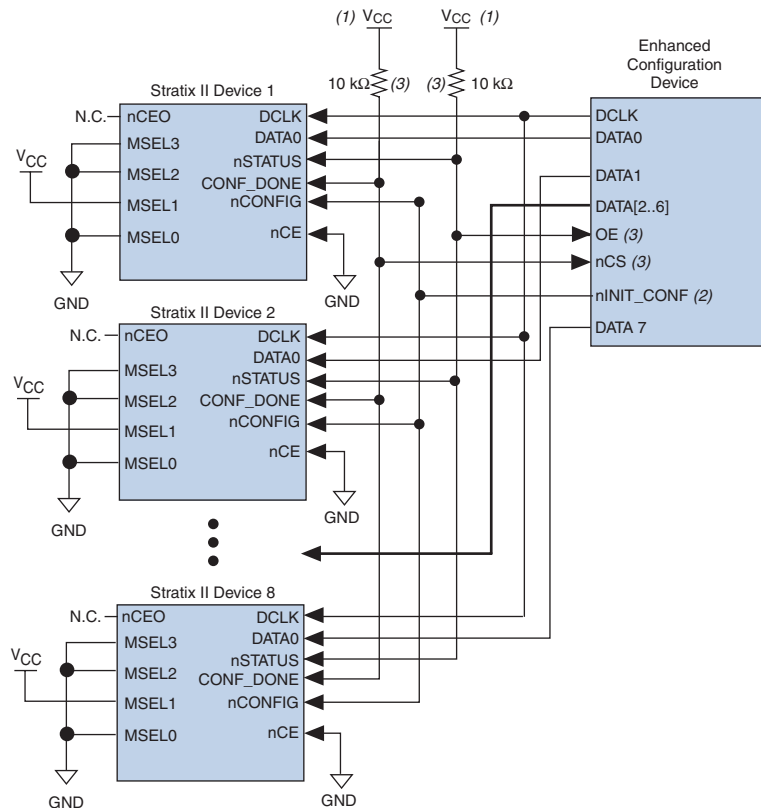 (1) VCC
VCC (1)
10 kΩ (3)
(3) 10 kΩ
Enhanced
Configuration
Device
DCLK
DATA0
DATA1
DATA[2..6]
OE (3)
nCS (3)
nINIT_CONF (2)
DATA 7
Stratix II Device 1
N.C.
nCEO
MSEL3
MSEL2
MSEL1
MSEL0
VCC
GND
DCLK
DATA0
nSTATUS
CONF_DONE
nCONFIG
nCE
GND
Stratix II Device 2
N.C.
nCEO
MSEL3
MSEL2
MSEL1
MSEL0
VCC
GND
DCLK
DATA0
nSTATUS
CONF_DONE
nCONFIG
nCE
GND
Stratix II Device 8
N.C.
nCEO
MSEL3
MSEL2
MSEL1
MSEL0
VCC
GND
DCLK
DATA0
nSTATUS
CONF_DONE
nCONFIG
nCE
GND